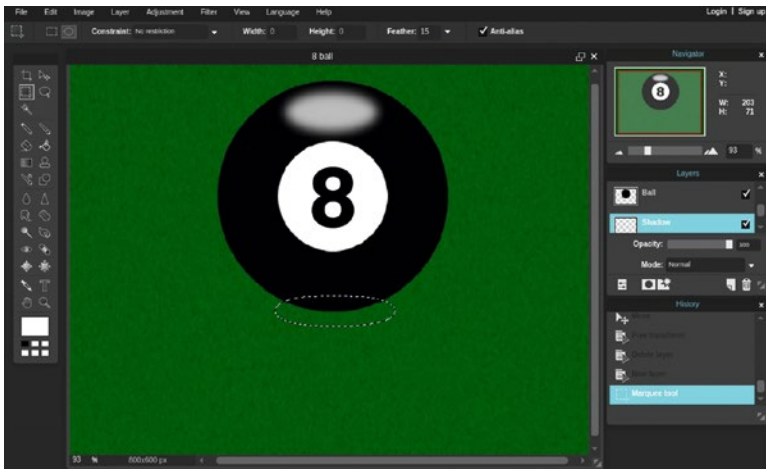 File Edit Image Layer Adjustment Filter View Language Help Login | Sign up
Constraint: No restriction Width: 0 Height: 0 Feather: 15 Anti-alias
8 ball
8
93 % 800x600 px
Navigator
8
X:
Y:
W: 203
H: 71
93 %
Layers
Ball
Shadow
Opacity: 100
Mode: Normal
History
Move
Free transform
Delete layer
New layer
Marquee tool